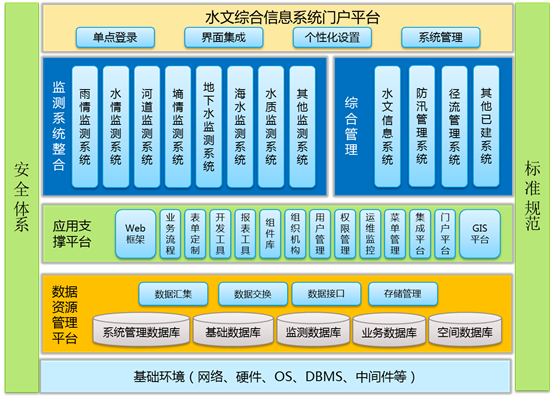 水文综合信息系统门户平台
单点登录
界面集成
个性化设置
系统管理
安全体系
监测系统整合
雨情监测系统
水情监测系统
河道监测系统
墒情监测系统
地下水监测系统
海水监测系统
水质监测系统
其他监测系统
综合管理
水文信息系统
防汛管理系统
径流管理系统
其他已建系统
标准规范
应用支
撑平台
Web
框架
业务流程
表单定制
开发工具
报表工具
组件库
组织机构
用户管理
权限管理
运维监控
菜单管理
集成平台
门户平台
GIS
平台
数据
资源
管理
平台
数据汇集
数据交换
数据接口
存储管理
系统管理数据库
基础数据库
监测数据库
业务数据库
空间数据库
基础环境（网络、硬件、OS、DBMS、中间件等）